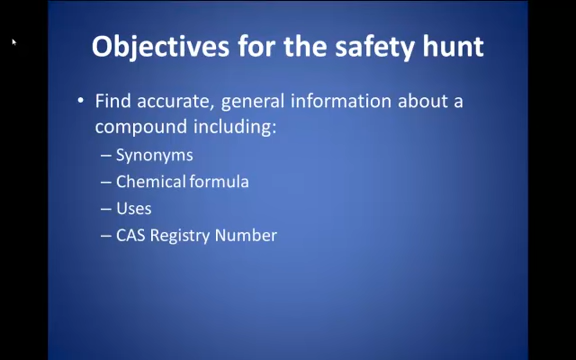 Objectives for the safety hunt
• Find accurate, general information about a
compound including:
– Synonyms
– Chemical formula
– Uses
– CAS Registry Number